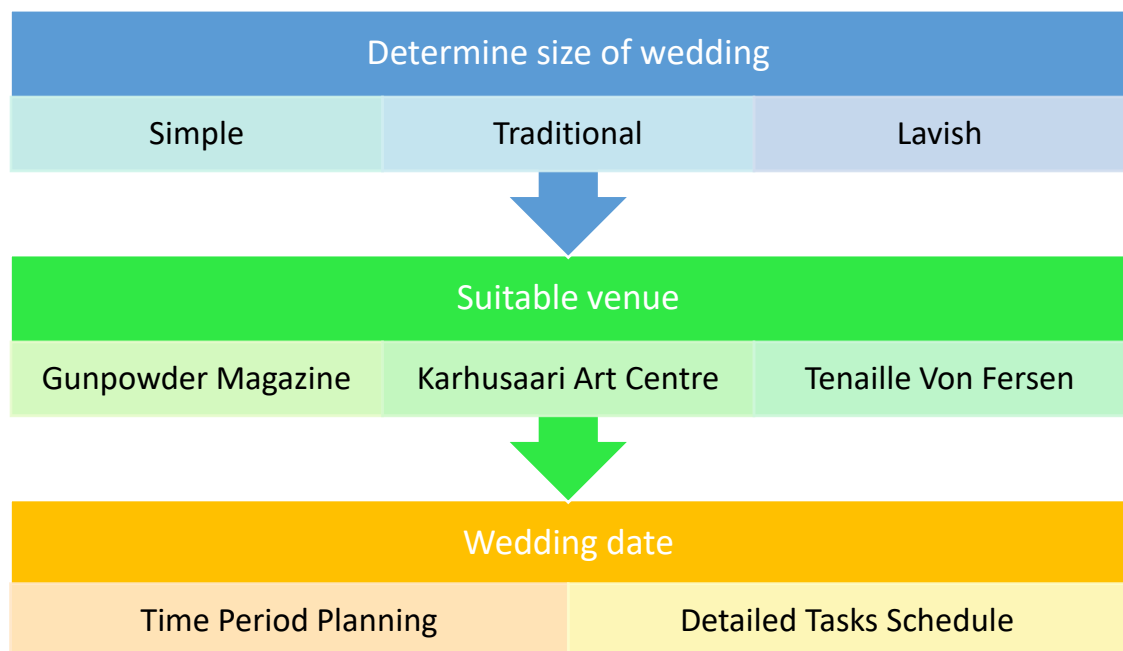 Determine size of wedding
Simple Traditional Lavish
Suitable venue
Gunpowder Magazine Karhusaari Art Centre Tenaille Von Fersen
Wedding date
Time Period Planning Detailed Tasks Schedule